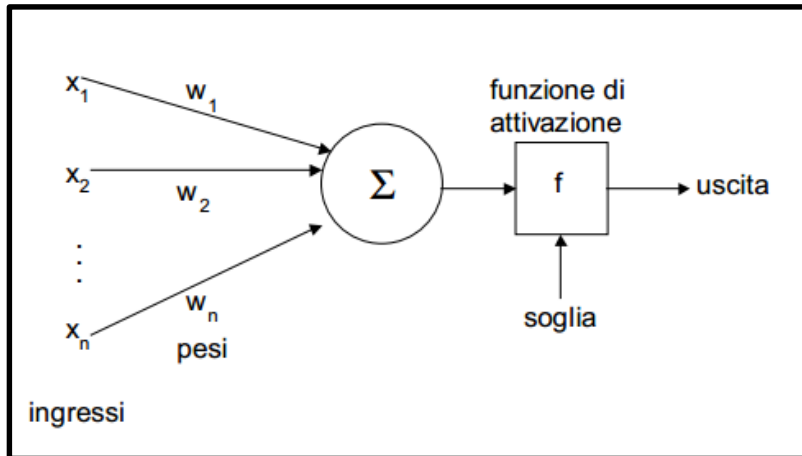 x1
w1
funzione di
attivazione
x2
w2
Σ
f
uscita
⋮
xn
wn
pesi
soglia
ingressi